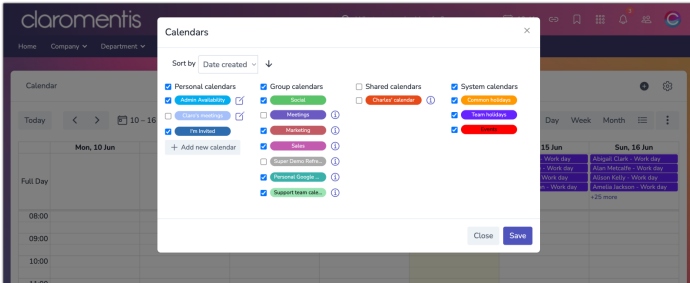 claromentis
3
Home Company Department
Calendars
Sort by Date created
Personal calendars
Admin Availability
Clare's meetings
I'm Invited
+ Add new calendar
Group calendars
Social
Meetings
Marketing
Sales
Super Demo Refre...
Personal Google ...
Support team cale...
Shared calendars
Charles' calendar
System calendars
Common holidays
Team holidays
Close Save
Calendar
Today
10 – 16
Day Week Month
Mon, 10 Jun
15 Jun
Sun, 16 Jun
Full Day
- Work day
- Work day
Work day
n - Work day
Abigail Clark - Work day
Alan Metcalfe - Work day
Alison Kelly - Work day
Amelia Jackson - Work day
+25 more
08:00
09:00
10:00
11:00